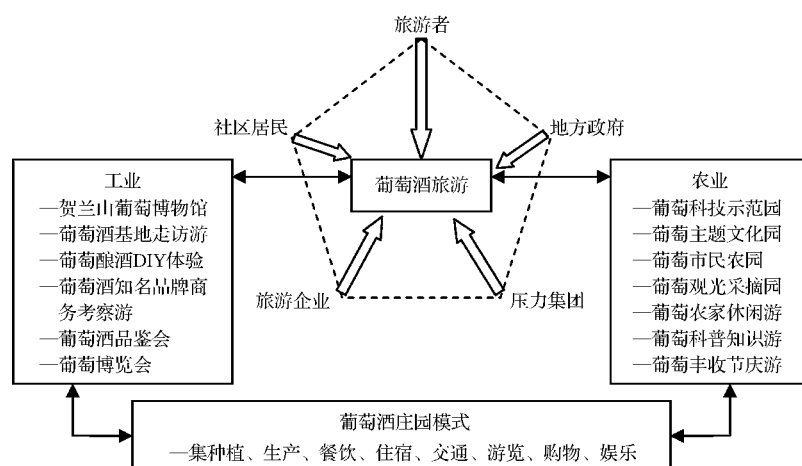 旅游者
社区居民
地方政府
葡萄酒旅游
旅游企业
压力集团
工业
—贺兰山葡萄博物馆
—葡萄酒基地走访游
—葡萄酿酒DIY体验
—葡萄酒知名品牌商
务考察游
—葡萄酒品鉴会
—葡萄博览会
农业
—葡萄科技示范园
—葡萄主题文化园
—葡萄市民农园
—葡萄观光采摘园
—葡萄农家休闲游
—葡萄科普知识游
—葡萄丰收节庆游
葡萄酒庄园模式
—集种植、生产、餐饮、住宿、交通、游览、购物、娱乐